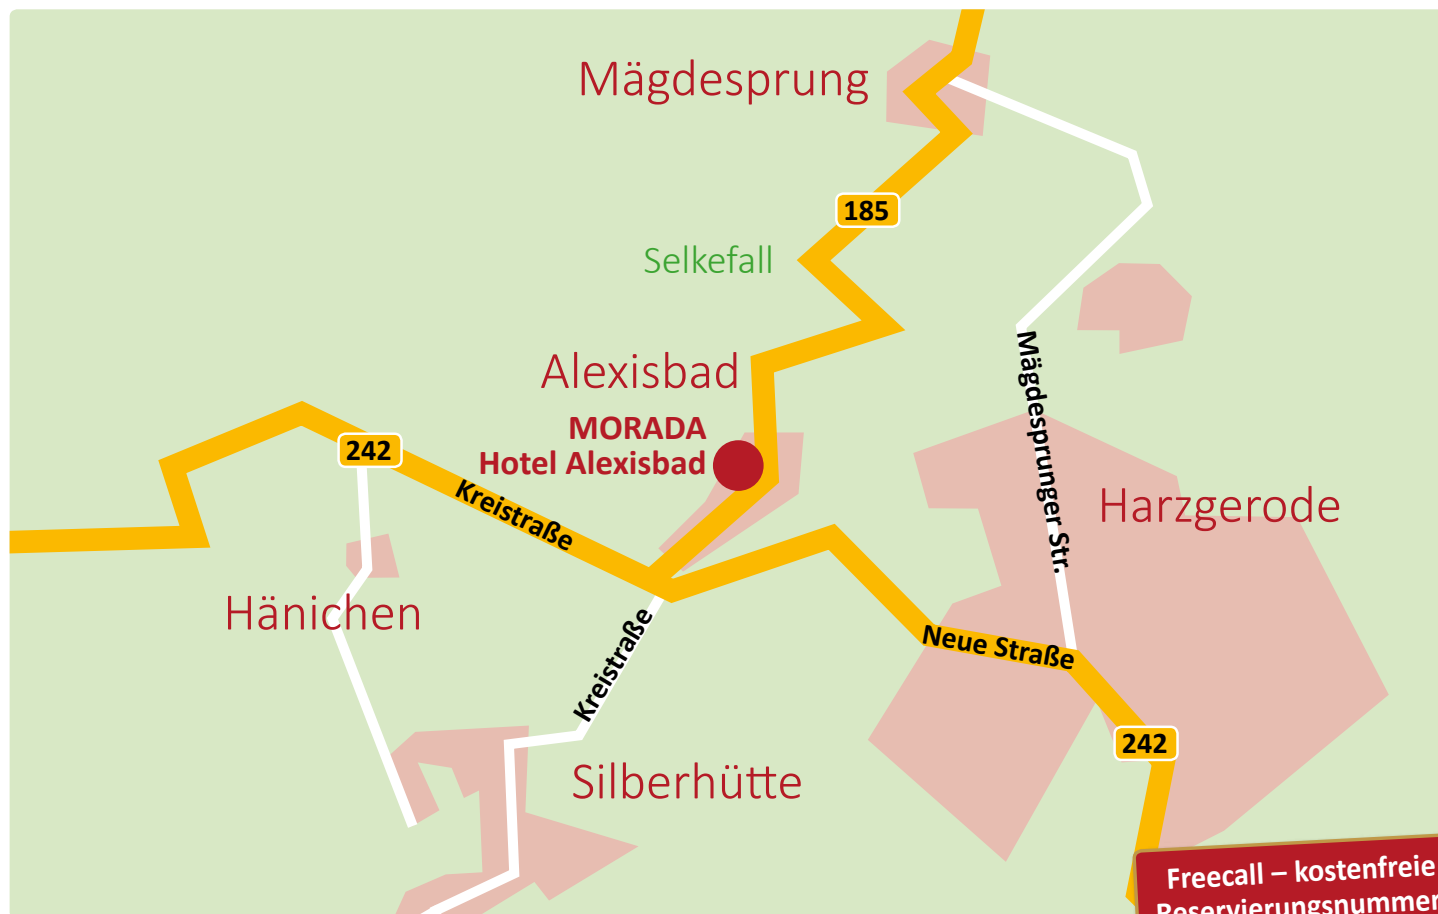 Mägdesprung
185
Selkefall
Alexisbad
MORADA
Hotel Alexisbad
242
Kreistraße
Mägdesprunger Str.
Harzgerode
Hänichen
Kreistraße
Neue Straße
242
Silberhütte
Freecall – kostenfreie
Reservierungsnummer